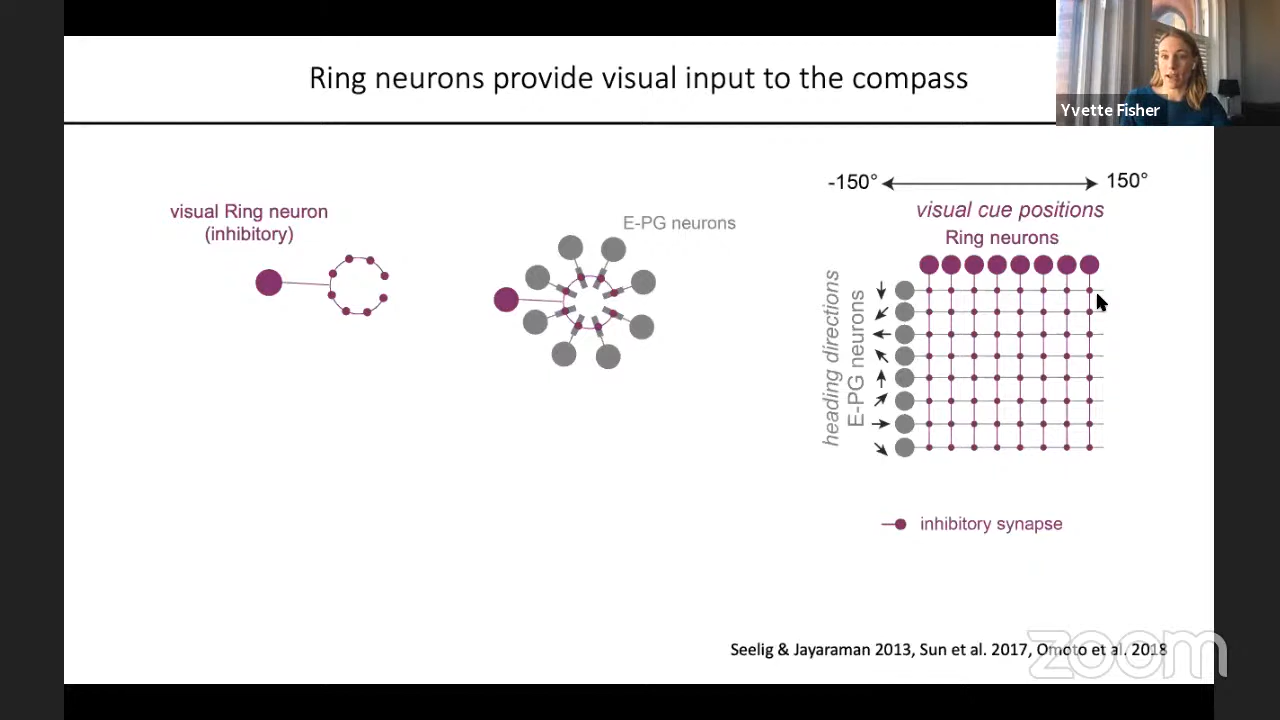 Ring neurons provide visual input to the compass
Yvette Fisher
visual Ring neuron
(inhibitory)
E-PG neurons
-150°
150°
visual cue positions
Ring neurons
heading directions
E-PG neurons
inhibitory synapse
Seelig & Jayaraman 2013, Sun et al. 2017, Omoto et al. 2018
zoom